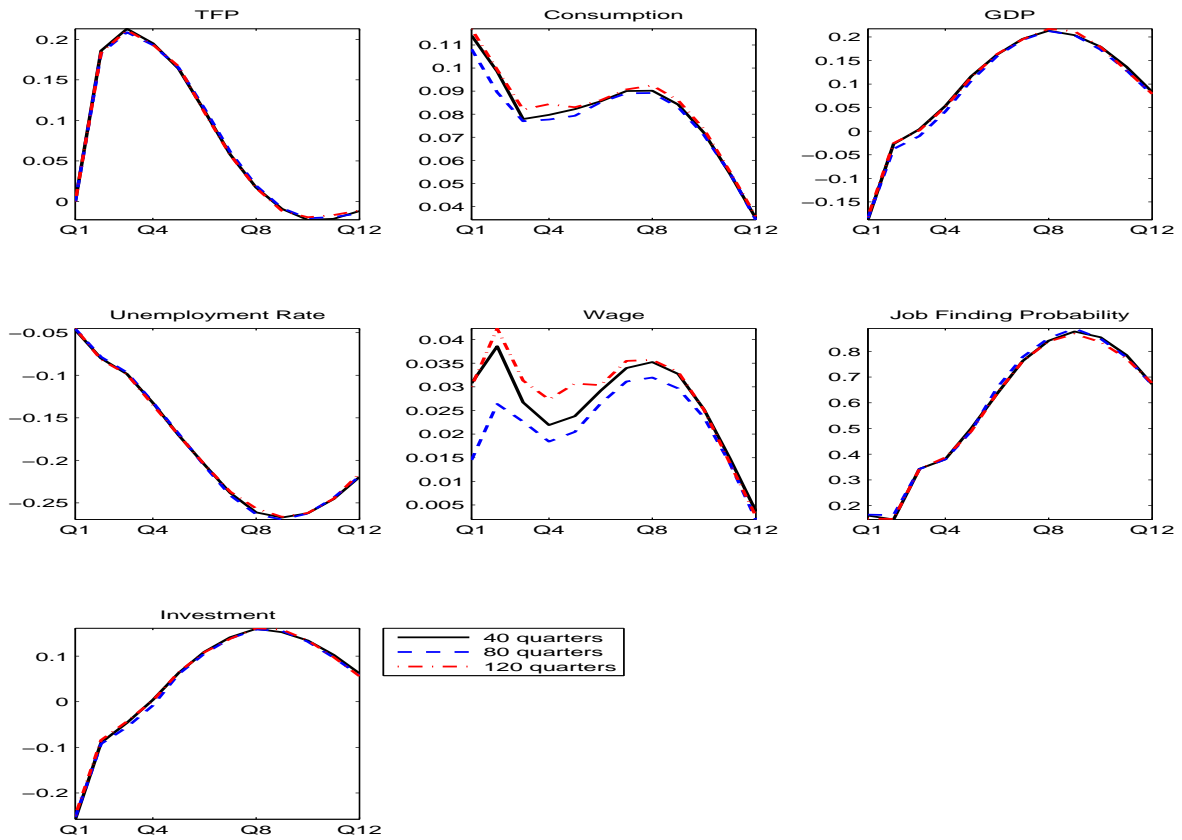 TFP
0.2
0.15
0.1
0.05
0
Q1 Q4 Q8 Q12
Consumption
0.11
0.1
0.09
0.08
0.07
0.06
0.05
0.04
Q1 Q4 Q8 Q12
GDP
0.2
0.15
0.1
0.05
0
−0.05
−0.1
−0.15
Q1 Q4 Q8 Q12
Unemployment Rate
−0.05
−0.1
−0.15
−0.2
−0.25
Q1 Q4 Q8 Q12
Wage
0.04
0.035
0.03
0.025
0.02
0.015
0.01
0.005
Q1 Q4 Q8 Q12
Job Finding Probability
0.8
0.7
0.6
0.5
0.4
0.3
0.2
Q1 Q4 Q8 Q12
Investment
0.1
0
−0.1
−0.2
Q1 Q4 Q8 Q12
40 quarters
80 quarters
120 quarters